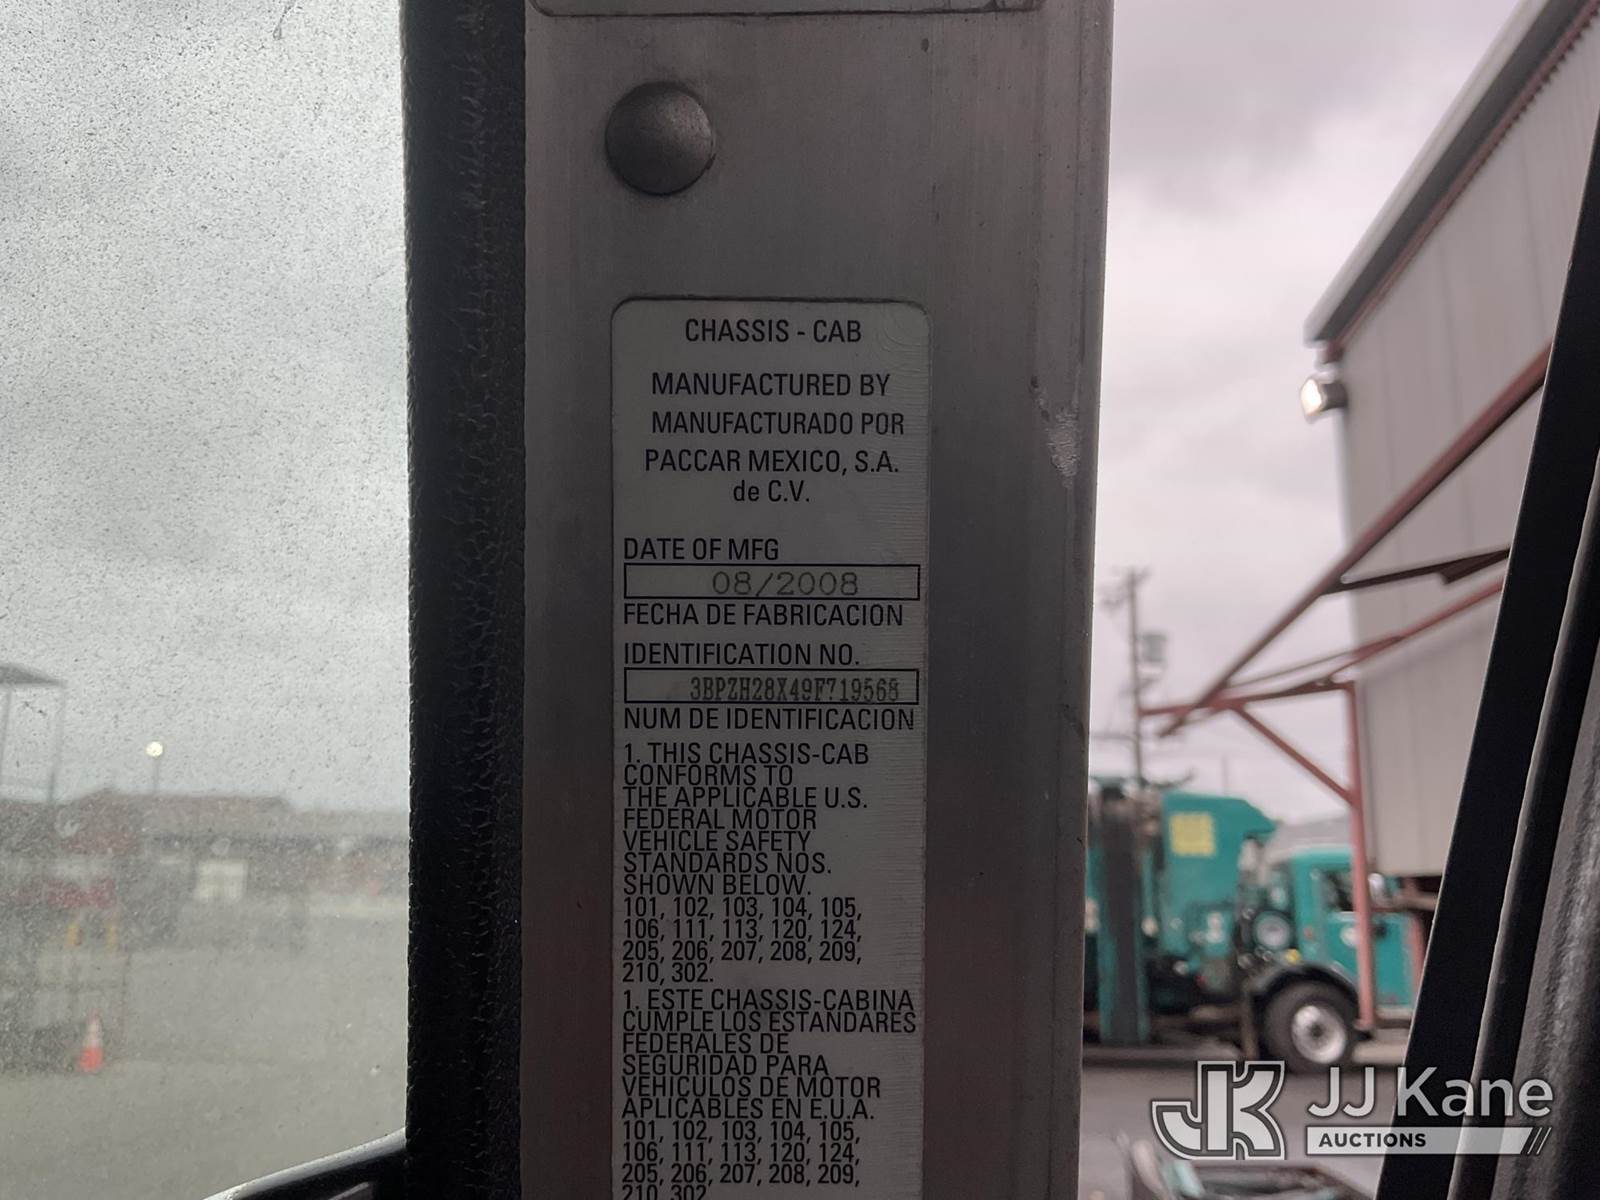 CHASSIS - CAB
MANUFACTURED BY
MANUFACTURADO POR
PACCAR MEXICO, S.A.
de C.V.
DATE OF MFG
08/2008
FECHA DE FABRICACION
IDENTIFICATION NO.
3BPZH28X49F719568
NUM DE IDENTIFICACION
1. THIS CHASSIS-CAB
CONFORMS TO
THE APPLICABLE U.S.
FEDERAL MOTOR
VEHICLE SAFETY
STANDARDS NOS.
SHOWN BELOW.
101, 102, 103, 104, 105,
106, 111, 113, 120, 124,
205, 206, 207, 208, 209,
210, 302.
1. ESTE CHASSIS-CABINA
CUMPLE LOS ESTANDARES
FEDERALES DE
SEGURIDAD PARA
VEHICULOS DE MOTOR
APLICABLES EN E.U.A.
101, 102, 103, 104, 105,
106, 111, 113, 120, 124,
205, 206, 207, 208, 209,
210, 302
JK JJ Kane
AUCTIONS